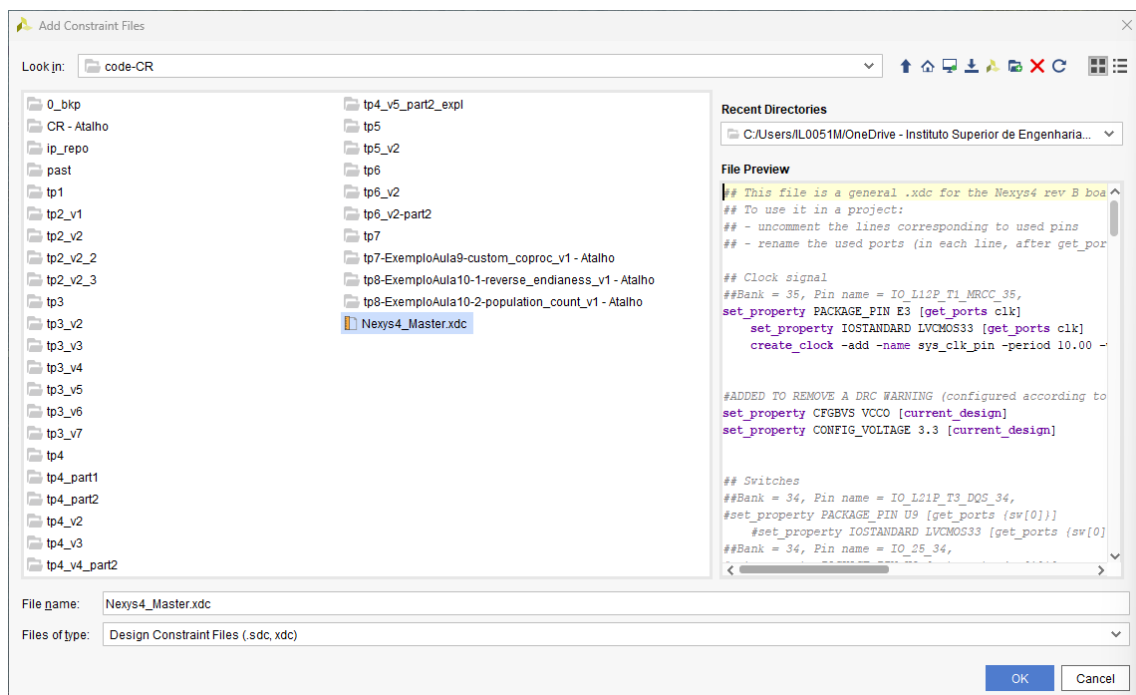 Add Constraint Files
Look in: code-CR
0_bkp
CR - Atalho
ip_repo
past
tp1
tp2_v1
tp2_v2
tp2_v2_2
tp2_v2_3
tp3
tp3_v2
tp3_v3
tp3_v4
tp3_v5
tp3_v6
tp3_v7
tp4
tp4_part1
tp4_part2
tp4_v2
tp4_v3
tp4_v4_part2
tp4_v5_part2_expl
tp5
tp5_v2
tp6
tp6_v2
tp6_v2-part2
tp7
tp7-ExemploAula9-custom_coproc_v1 - Atalho
tp8-ExemploAula10-1-reverse_endianess_v1 - Atalho
tp8-ExemploAula10-2-population_count_v1 - Atalho
Nexys4_Master.xdc
Recent Directories
C:/Users/IL0051M/OneDrive - Instituto Superior de Engenharia...
File Preview
## This file is a general .xdc for the Nexys4 rev B boa
## To use it in a project:
## - uncomment the lines corresponding to used pins
## - rename the used ports (in each line, after get_por
## Clock signal
##Bank = 35, Pin name = IO_L12P_T1_MRCC_35,
set_property PACKAGE_PIN E3 [get_ports clk]
set_property IOSTANDARD LVCMOS33 [get_ports clk]
create_clock -add -name sys_clk_pin -period 10.00 -
#ADDED TO REMOVE A DRC WARNING (configured according to
set_property CFGBVS VCCO [current_design]
set_property CONFIG_VOLTAGE 3.3 [current_design]
## Switches
##Bank = 34, Pin name = IO_L21P_T3_DQS_34,
#set_property PACKAGE_PIN U9 [get_ports {sw[0]}]
#set_property IOSTANDARD LVCMOS33 [get_ports {sw[0]
##Bank = 34, Pin name = IO_25_34,
File name: Nexys4_Master.xdc
Files of type: Design Constraint Files (.sdc, xdc)
OK Cancel